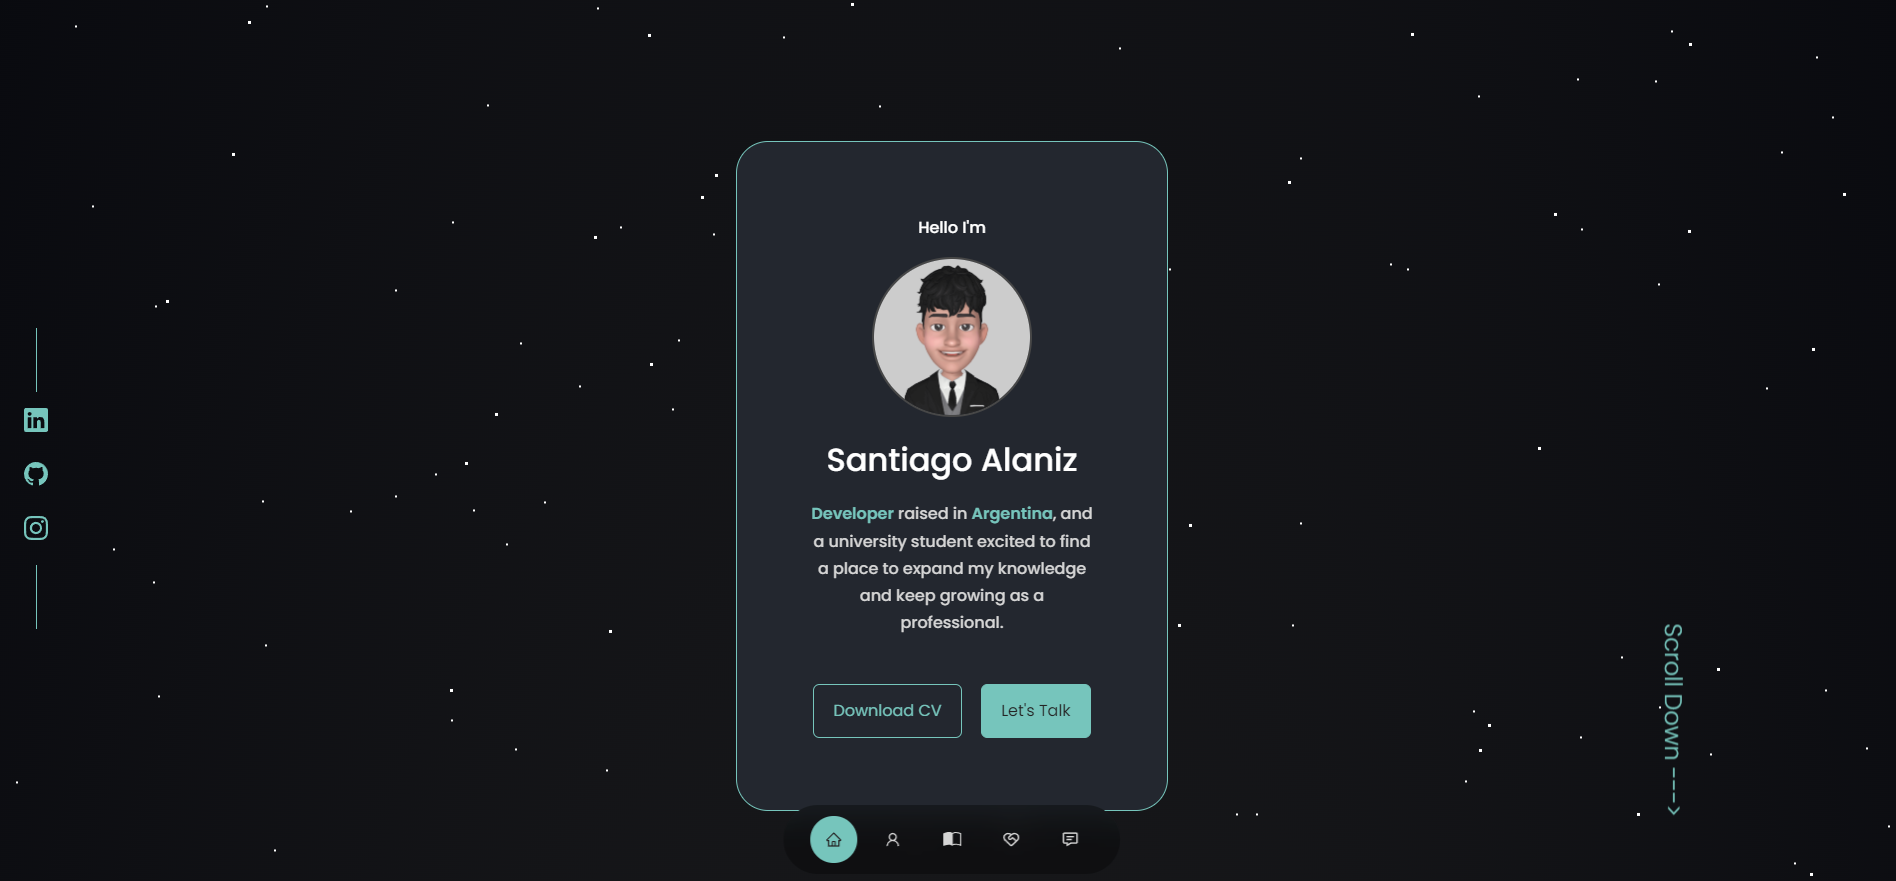 Hello I'm
Santiago Alaniz
Developer raised in Argentina, and
a university student excited to find
a place to expand my knowledge
and keep growing as a
professional.
Download CV
Let's Talk
Scroll Down ---->
in